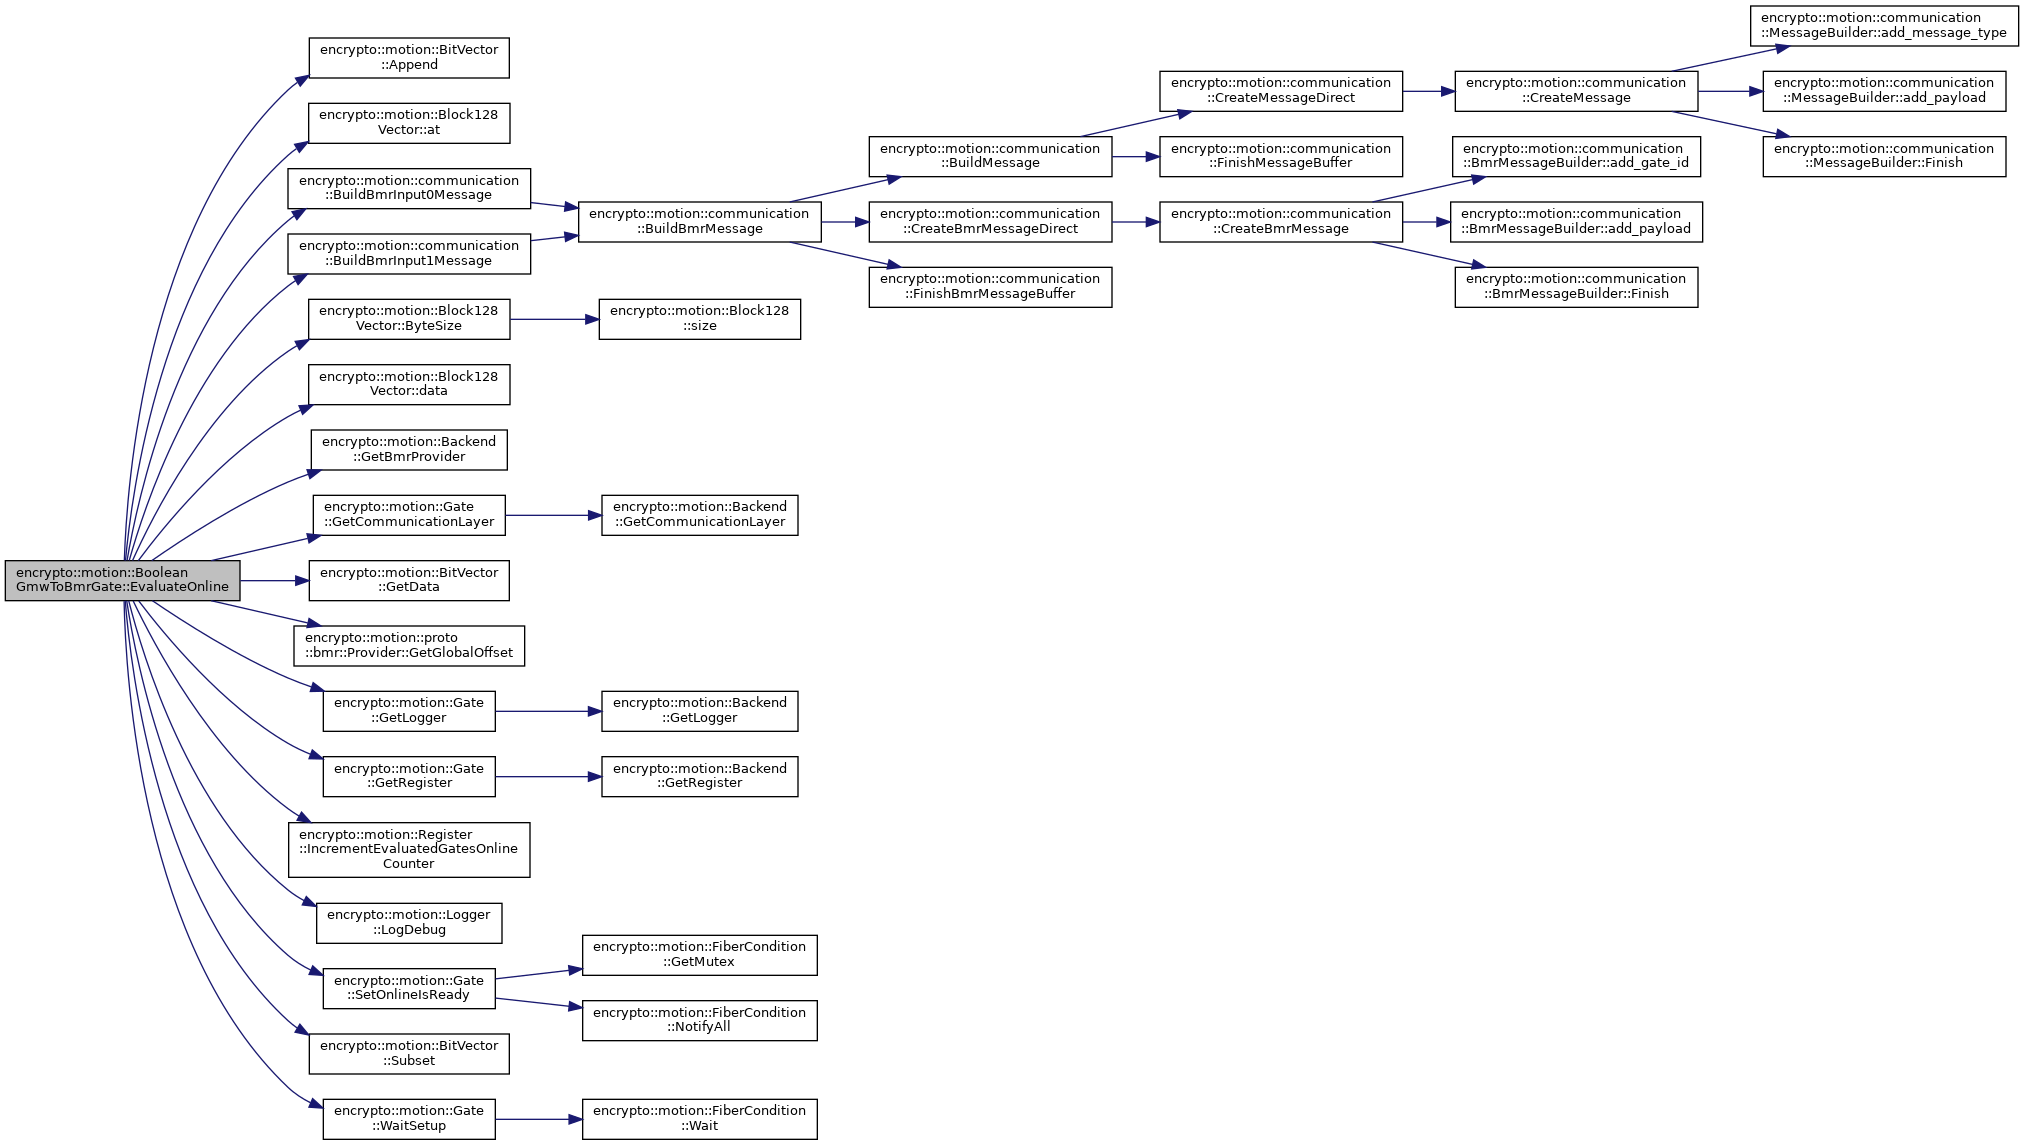 encrypto::motion::Boolean
GmwToBmrGate::EvaluateOnline
encrypto::motion::BitVector
::Append
encrypto::motion::Block128
Vector::at
encrypto::motion::communication
::BuildBmrInput0Message
encrypto::motion::communication
::BuildBmrInput1Message
encrypto::motion::Block128
Vector::ByteSize
encrypto::motion::Block128
Vector::data
encrypto::motion::Backend
::GetBmrProvider
encrypto::motion::Gate
::GetCommunicationLayer
encrypto::motion::BitVector
::GetData
encrypto::motion::proto
::bmr::Provider::GetGlobalOffset
encrypto::motion::Gate
::GetLogger
encrypto::motion::Gate
::GetRegister
encrypto::motion::Register
::IncrementEvaluatedGatesOnline
Counter
encrypto::motion::Logger
::LogDebug
encrypto::motion::Gate
::SetOnlineIsReady
encrypto::motion::BitVector
::Subset
encrypto::motion::Gate
::WaitSetup
encrypto::motion::communication
::BuildBmrMessage
encrypto::motion::Block128
::size
encrypto::motion::Backend
::GetCommunicationLayer
encrypto::motion::Backend
::GetLogger
encrypto::motion::Backend
::GetRegister
encrypto::motion::FiberCondition
::GetMutex
encrypto::motion::FiberCondition
::NotifyAll
encrypto::motion::FiberCondition
::Wait
encrypto::motion::communication
::BuildMessage
encrypto::motion::communication
::CreateBmrMessageDirect
encrypto::motion::communication
::FinishBmrMessageBuffer
encrypto::motion::communication
::CreateMessageDirect
encrypto::motion::communication
::FinishMessageBuffer
encrypto::motion::communication
::CreateBmrMessage
encrypto::motion::communication
::CreateMessage
encrypto::motion::communication
::BmrMessageBuilder::add_gate_id
encrypto::motion::communication
::BmrMessageBuilder::add_payload
encrypto::motion::communication
::BmrMessageBuilder::Finish
encrypto::motion::communication
::MessageBuilder::add_message_type
encrypto::motion::communication
::MessageBuilder::add_payload
encrypto::motion::communication
::MessageBuilder::Finish